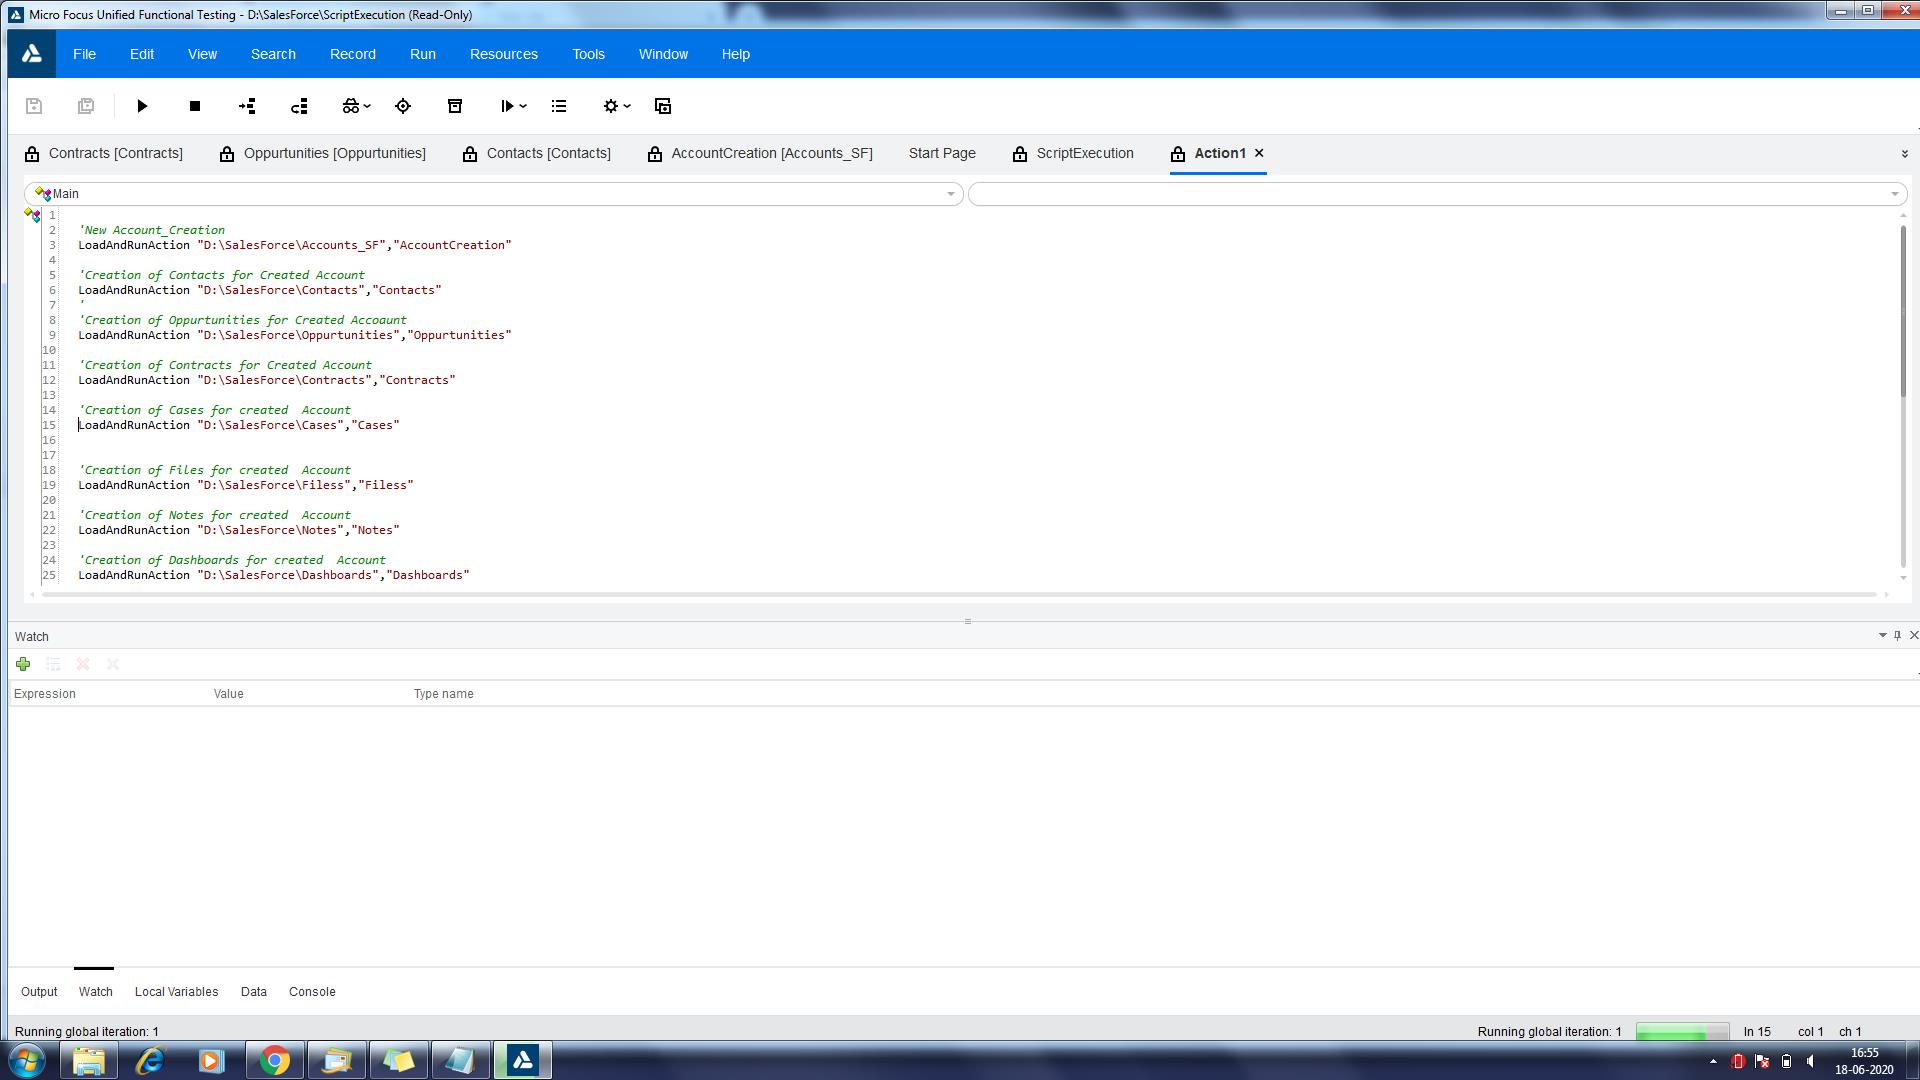 Micro Focus Unified Functional Testing - D:\SalesForce\ScriptExecution (Read-Only)
File Edit View Search Record Run Resources Tools Window Help
Contracts [Contracts] Oppurtunities [Oppurtunities] Contacts [Contacts] AccountCreation [Accounts_SF] Start Page ScriptExecution Action1
Main
1
2 'New Account_Creation
3 LoadAndRunAction "D:\SalesForce\Accounts_SF","AccountCreation"
4
5 'Creation of Contacts for Created Account
6 LoadAndRunAction "D:\SalesForce\Contacts","Contacts"
7 '
8 'Creation of Oppurtunities for Created Accoaunt
9 LoadAndRunAction "D:\SalesForce\Oppurtunities","Oppurtunities"
10
11 'Creation of Contracts for Created Account
12 LoadAndRunAction "D:\SalesForce\Contracts","Contracts"
13
14 'Creation of Cases for created  Account
15 LoadAndRunAction "D:\SalesForce\Cases","Cases"
16
17
18 'Creation of Files for created  Account
19 LoadAndRunAction "D:\SalesForce\Filess","Filess"
20
21 'Creation of Notes for created  Account
22 LoadAndRunAction "D:\SalesForce\Notes","Notes"
23
24 'Creation of Dashboards for created  Account
25 LoadAndRunAction "D:\SalesForce\Dashboards","Dashboards"
Watch
Expression Value Type name
Output Watch Local Variables Data Console
Running global iteration: 1 Running global iteration: 1 ln 15 col 1 ch 1
16:55
18-06-2020